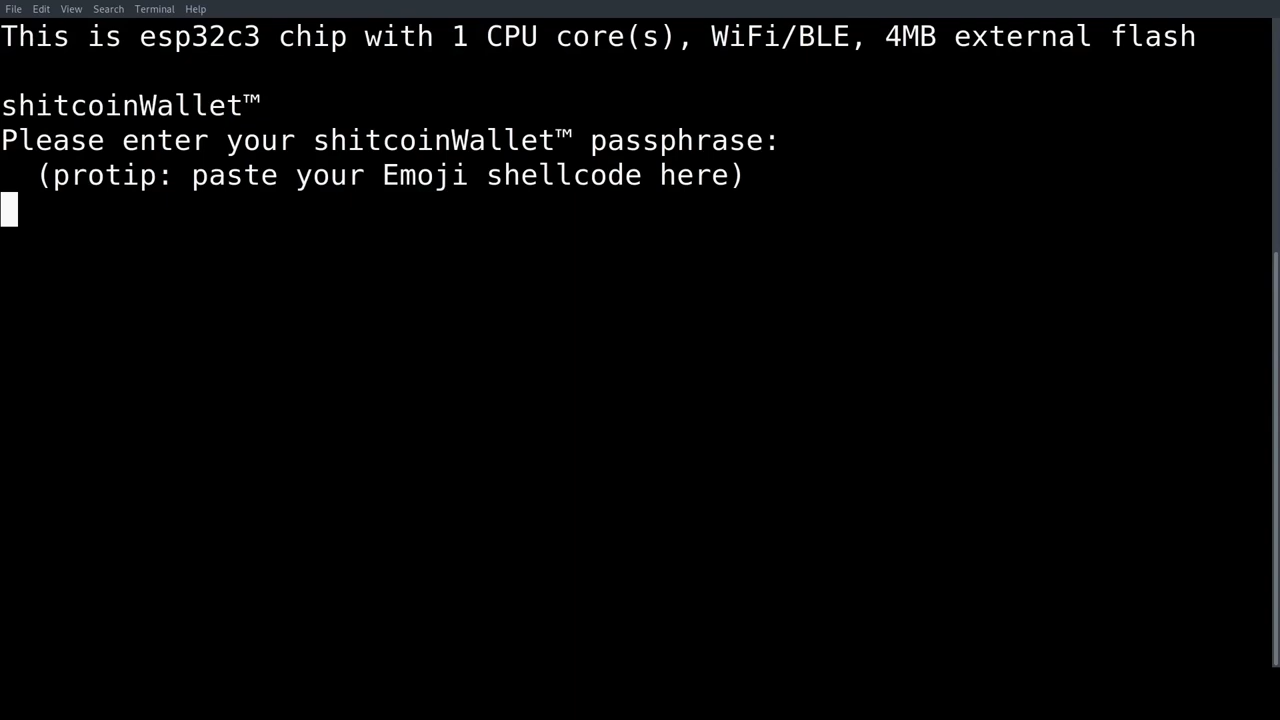 File Edit View Search Terminal Help
This is esp32c3 chip with 1 CPU core(s), WiFi/BLE, 4MB external flash
shitcoinWallet™
Please enter your shitcoinWallet™ passphrase:
(protip: paste your Emoji shellcode here)